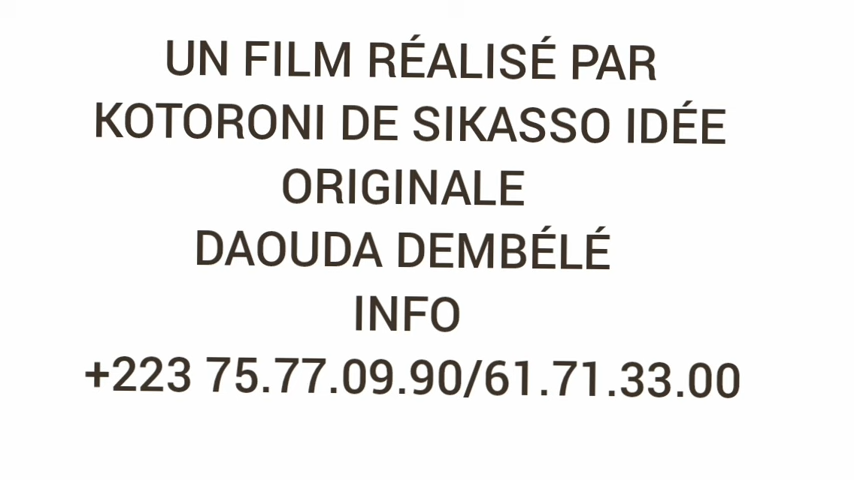 UN FILM RÉALISÉ PAR
KOTORONI DE SIKASSO IDÉE
ORIGINALE
DAOUDA DEMBÉLÉ
INFO
+223 75.77.09.90/61.71.33.00